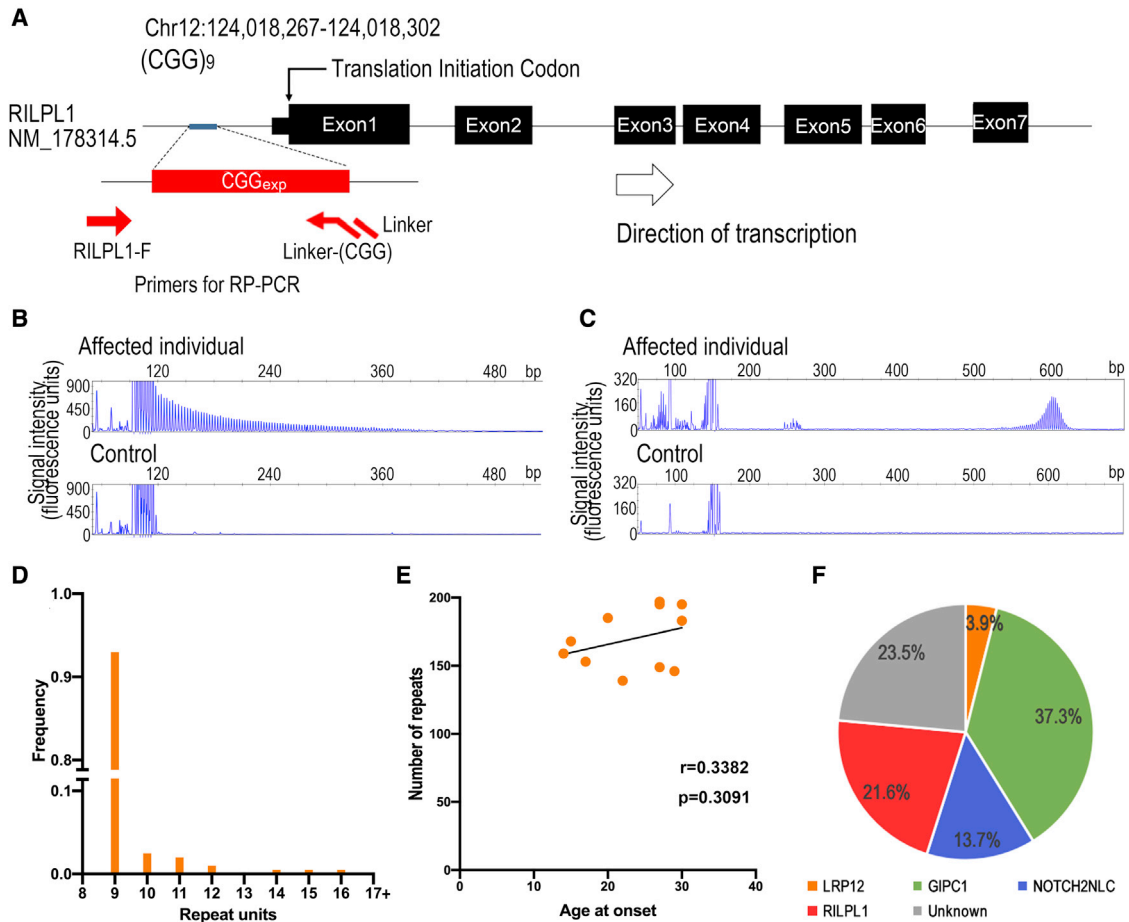 A
Chr12:124,018,267-124,018,302
(CGG)9
Translation Initiation Codon
RILPL1
NM_178314.5
Exon1 Exon2 Exon3 Exon4 Exon5 Exon6 Exon7
CGGexp
RILPL1-F
Linker
Linker-(CGG)
Primers for RP-PCR
Direction of transcription
B
Affected individual
120 240 360 480 bp
900
450
0
Control
120 240 360 480 bp
900
450
0
Signal intensity
(fluorescence units)
C
Affected individual
100 200 300 400 500 600 bp
320
160
0
Control
100 200 300 400 500 600 bp
320
160
0
Signal intensity
(fluorescence units)
D
1.0
0.9
0.8
0.1
0.0
Frequency
8 9 10 11 12 13 14 15 16 17+
Repeat units
E
200
150
100
50
0
Number of repeats
r=0.3382
p=0.3091
0 10 20 30 40
Age at onset
F
3.9%
23.5%
37.3%
21.6%
13.7%
LRP12 GIPC1 NOTCH2NLC
RILPL1 Unknown